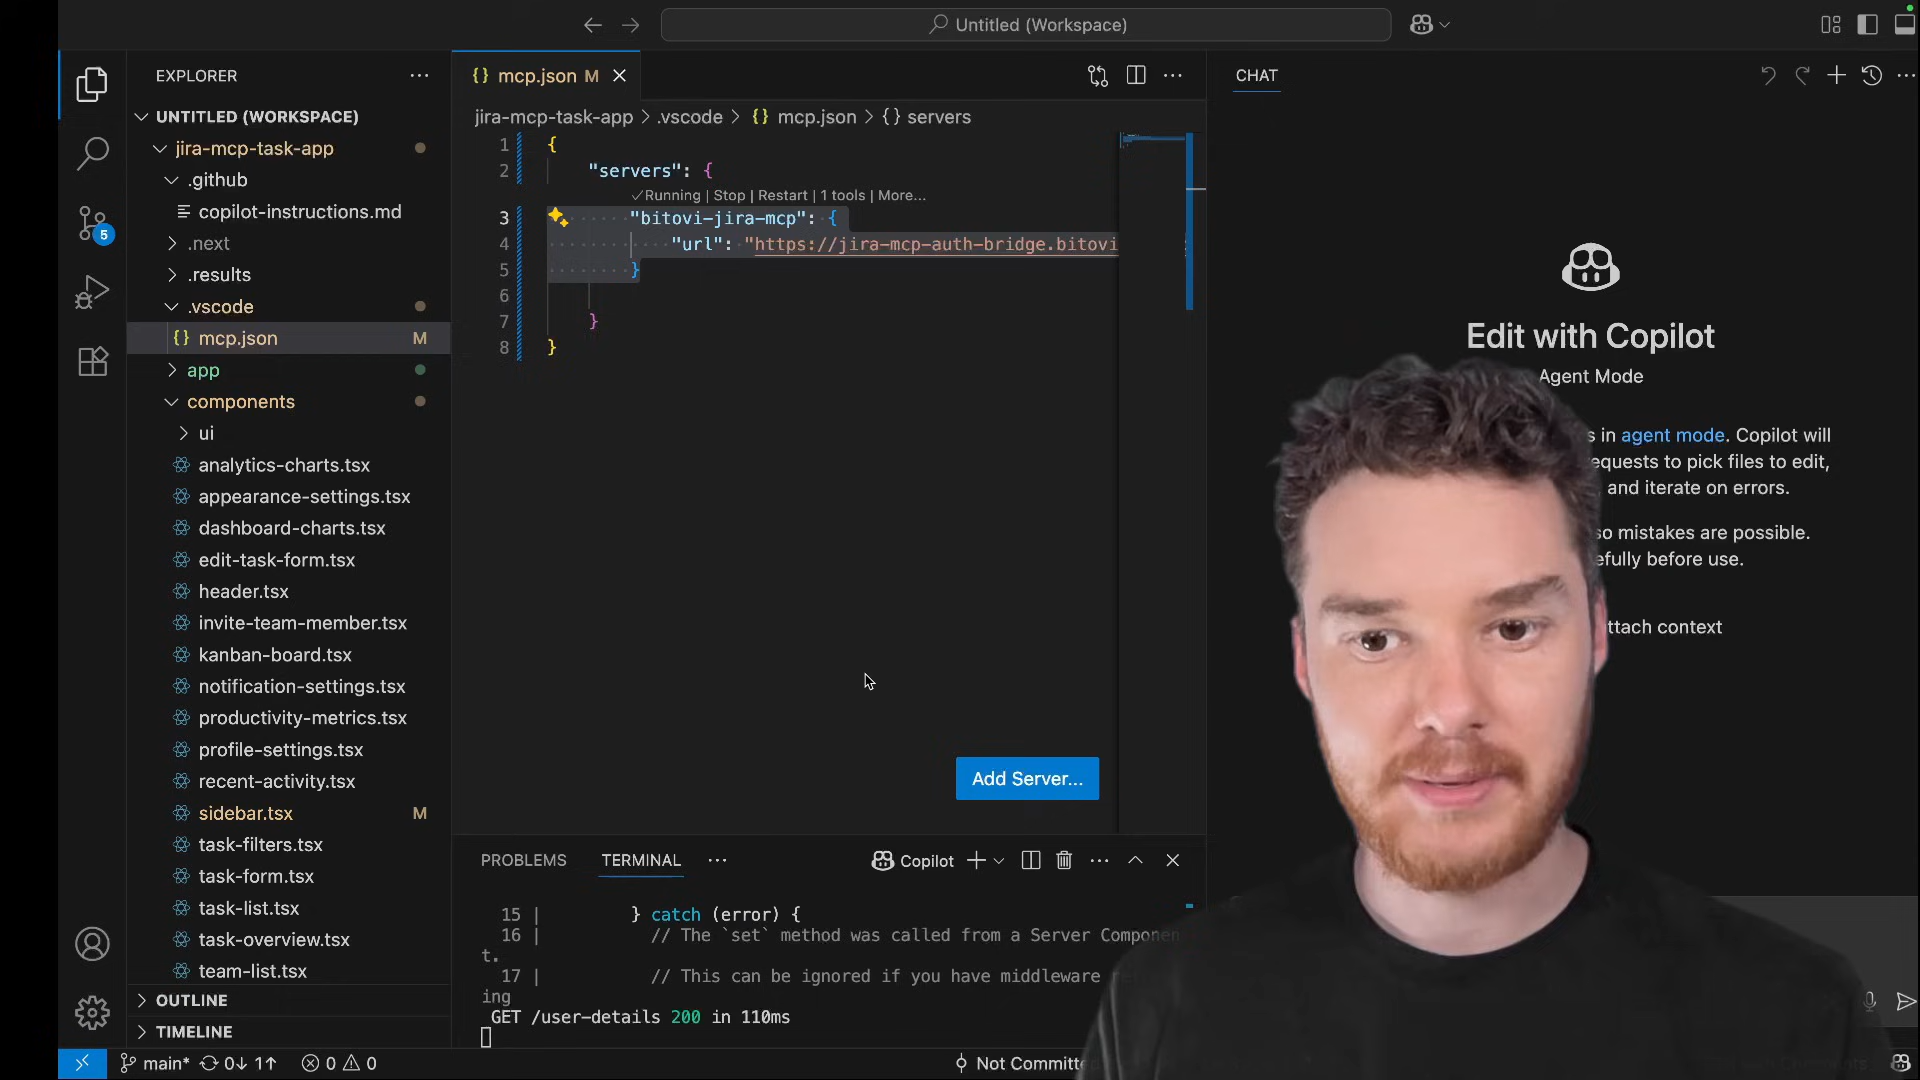 Untitled (Workspace)
EXPLORER
UNTITLED (WORKSPACE)
jira-mcp-task-app
.github
copilot-instructions.md
.next
.results
.vscode
mcp.json M
app
components
ui
analytics-charts.tsx
appearance-settings.tsx
dashboard-charts.tsx
edit-task-form.tsx
header.tsx
invite-team-member.tsx
kanban-board.tsx
notification-settings.tsx
productivity-metrics.tsx
profile-settings.tsx
recent-activity.tsx
sidebar.tsx M
task-filters.tsx
task-form.tsx
task-list.tsx
task-overview.tsx
team-list.tsx
OUTLINE
TIMELINE
5
{} mcp.json M
jira-mcp-task-app > .vscode > {} mcp.json > {} servers
1 {
2 "servers": {
✓Running | Stop | Restart | 1 tools | More...
3 "bitovi-jira-mcp": {
4 "url": "https://jira-mcp-auth-bridge.bitovi
5 }
6
7 }
8 }
Add Server...
PROBLEMS TERMINAL
Copilot
15 | } catch (error) {
16 | // The `set` method was called from a Server Componen
t.
17 | // This can be ignored if you have middleware
ing
GET /user-details 200 in 110ms
CHAT
Edit with Copilot
Agent Mode
s in agent mode. Copilot will
equests to pick files to edit,
and iterate on errors.
so mistakes are possible.
efully before use.
ttach context
main* 0↓ 1↑ 0 0
Not Committe